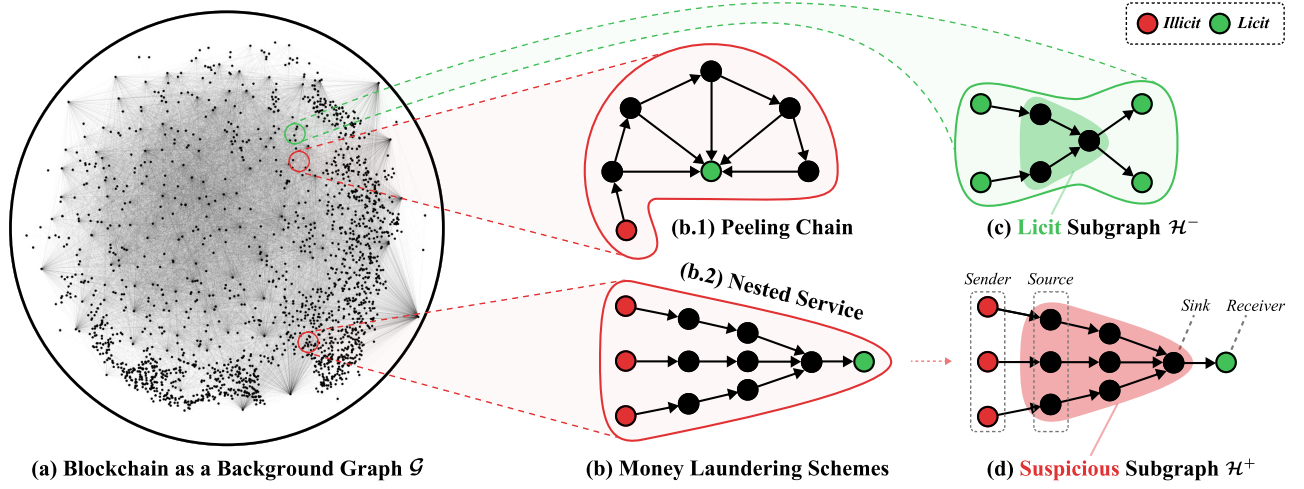 Illicit Licit
(b.1) Peeling Chain
(c) Licit Subgraph ℋ⁻
(b.2) Nested Service
Sender Source Sink Receiver
(a) Blockchain as a Background Graph 𝒢
(b) Money Laundering Schemes
(d) Suspicious Subgraph ℋ⁺